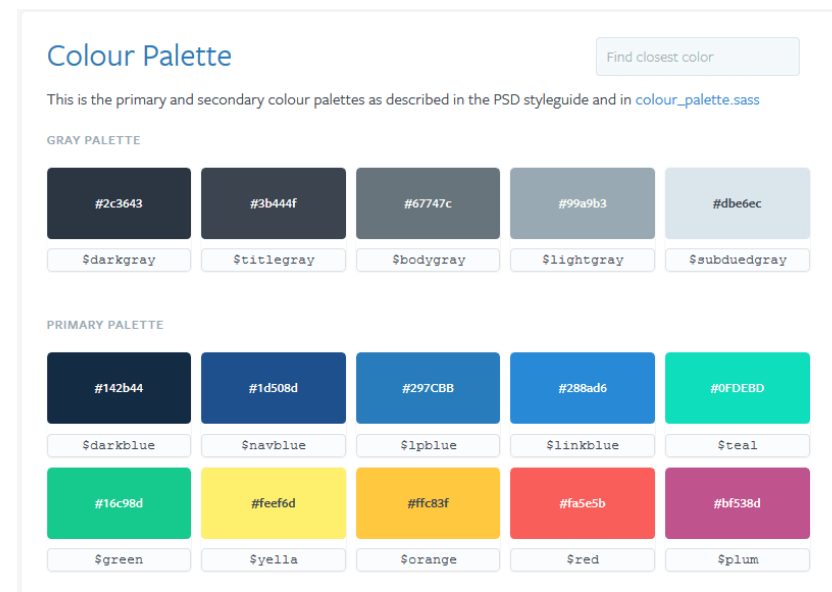 Colour Palette
Find closest color
This is the primary and secondary colour palettes as described in the PSD styleguide and in colour_palette.sass
GRAY PALETTE
#2c3643 #3b444f #67747c #99a9b3 #dbe6ec
$darkgray $titlegray $bodygray $lightgray $subduedgray
PRIMARY PALETTE
#142b44 #1d508d #297CBB #288ad6 #0FDEBD
$darkblue $navblue $lpblue $linkblue $teal
#16c98d #feef6d #ffc83f #fa5e5b #bf538d
$green $yella $orange $red $plum